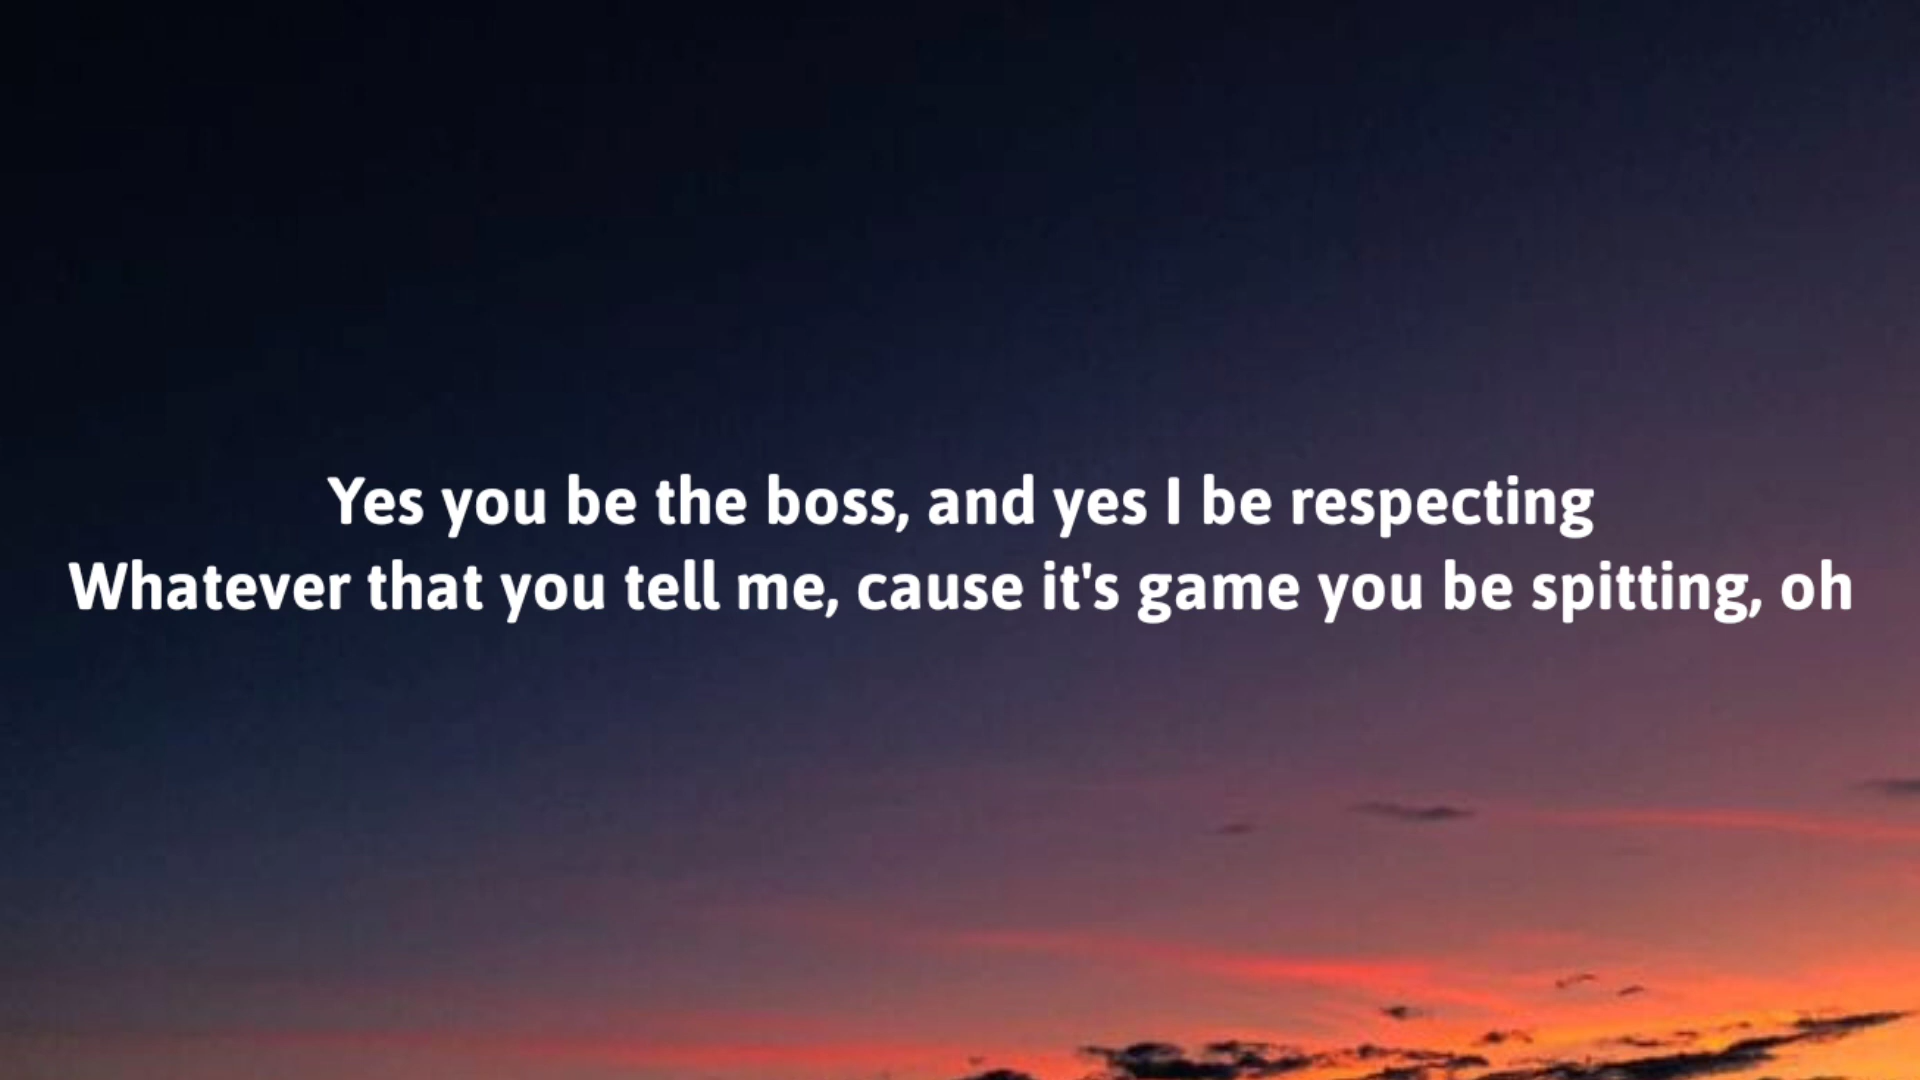 Yes you be the boss, and yes I be respecting
Whatever that you tell me, cause it's game you be spitting, oh